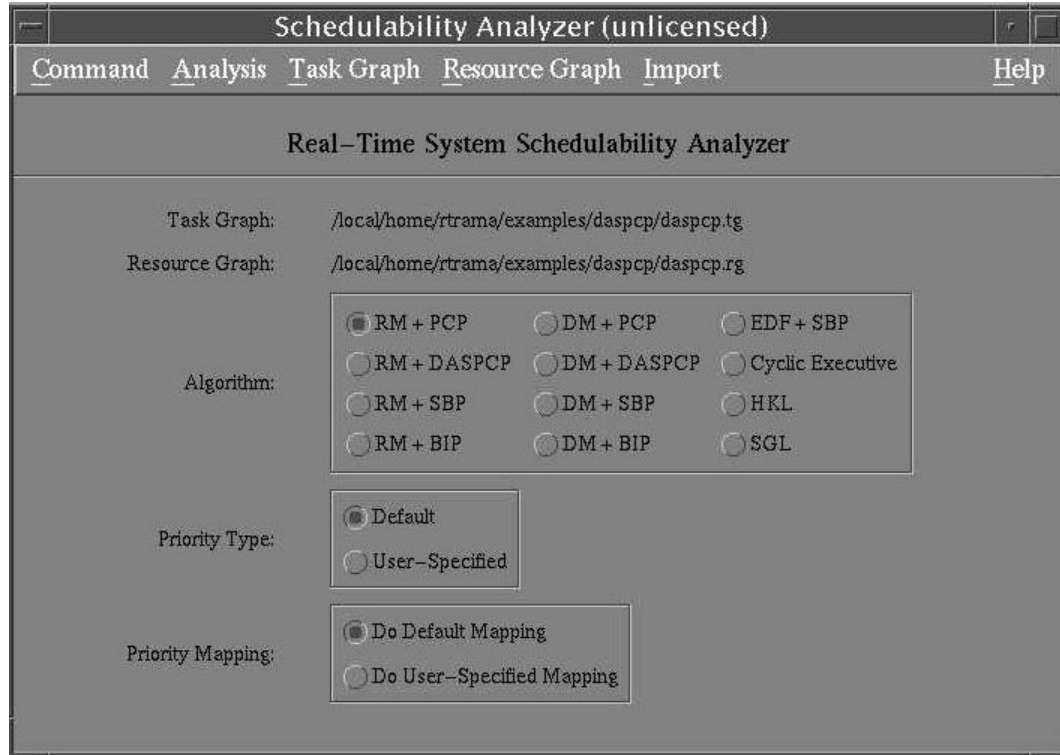 Schedulability Analyzer (unlicensed)
Command Analysis Task Graph Resource Graph Import Help
Real-Time System Schedulability Analyzer
Task Graph: /local/home/rtrama/examples/daspcp/daspcp.tg
Resource Graph: /local/home/rtrama/examples/daspcp/daspcp.rg
Algorithm:
RM + PCP DM + PCP EDF + SBP
RM + DASPCP DM + DASPCP Cyclic Executive
RM + SBP DM + SBP HKL
RM + BIP DM + BIP SGL
Priority Type:
Default
User-Specified
Priority Mapping:
Do Default Mapping
Do User-Specified Mapping